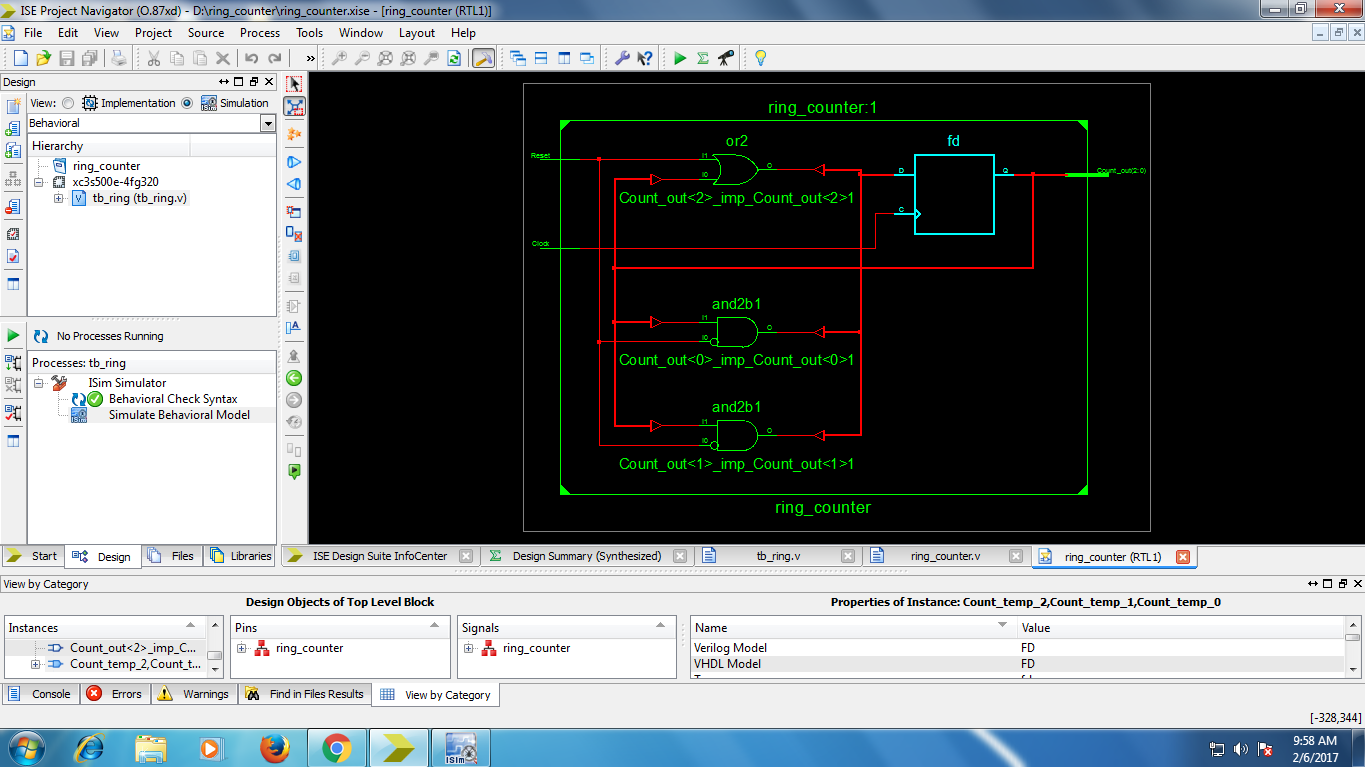 ISE Project Navigator (O.87xd) - D:\ring_counter\ring_counter.xise - [ring_counter (RTL1)]
File Edit View Project Source Process Tools Window Layout Help
Design
View: Implementation Simulation
Behavioral
Hierarchy
ring_counter
xc3s500e-4fg320
tb_ring (tb_ring.v)
No Processes Running
Processes: tb_ring
ISim Simulator
Behavioral Check Syntax
Simulate Behavioral Model
ring_counter:1
or2
fd
Reset
I1
I0
O
D
Q
C
Count_out(2:0)
Count_out<2>_imp_Count_out<2>1
Clock
and2b1
I1
I0
O
Count_out<0>_imp_Count_out<0>1
and2b1
I1
I0
O
Count_out<1>_imp_Count_out<1>1
ring_counter
Start Design Files Libraries
ISE Design Suite InfoCenter Design Summary (Synthesized) tb_ring.v ring_counter.v ring_counter (RTL1)
View by Category
Design Objects of Top Level Block
Properties of Instance: Count_temp_2,Count_temp_1,Count_temp_0
Instances Pins Signals Name Value
Count_out<2>_imp_C...
Count_temp_2,Count_t...
ring_counter
ring_counter
Verilog Model FD
VHDL Model FD
Console Errors Warnings Find in Files Results View by Category
[-328,344]
ISim
9:58 AM
2/6/2017